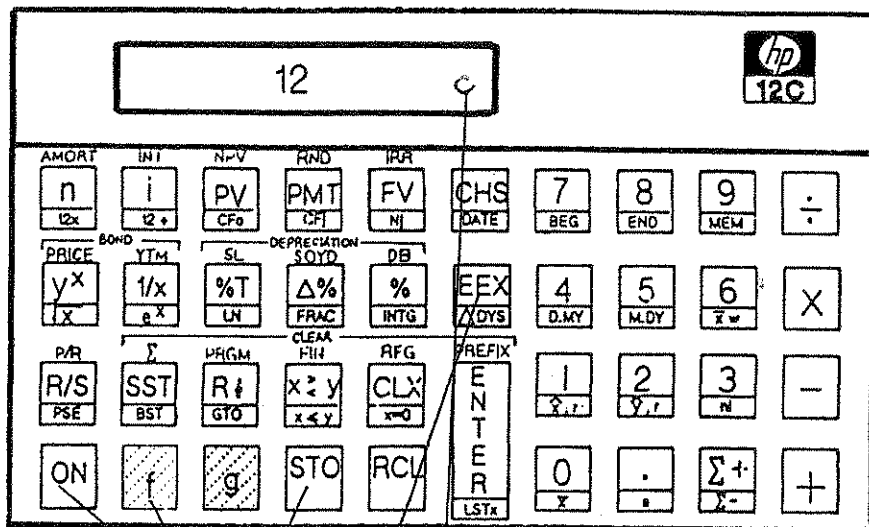 12 C
hp
12C
AMORT INT NPV RND IRR
n i PV PMT FV CHS 7 8 9 ÷
12x 12÷ CFo CFj Nj DATE BEG END MEM
BOND DEPRECIATION
PRICE YTM SL SOYD DB
y^x 1/x %T Δ% % EEX 4 5 6 X
√x e^x LN FRAC INTG ΔDYS D.MY M.DY x̄w
CLEAR
P/R Σ PRGM FIN RFG PREFIX
R/S SST R↓ x≷y CLX ENTER 1 2 3 −
PSE BST GTO x≤y x=0 x̂,r ŷ,r n!
ON f g STO RCL 0 . Σ+ +
LSTx x̄ s Σ−